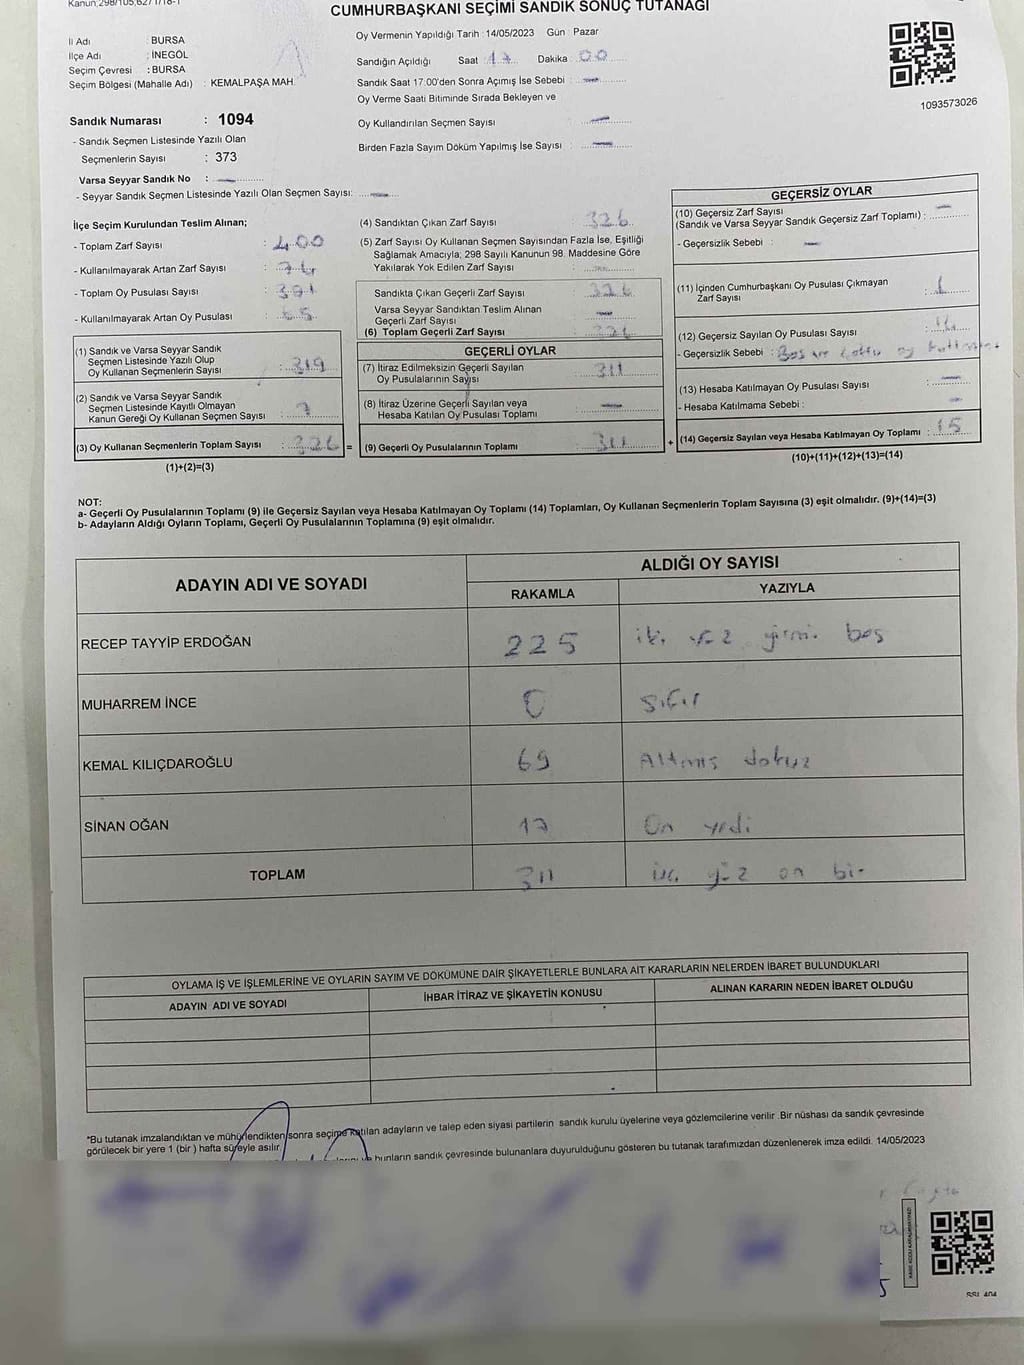 Kanun,298/105,627 1/18-1
CUMHURBAŞKANI SEÇİMİ SANDIK SONUÇ TUTANAĞI
İl Adı : BURSA
İlçe Adı : İNEGÖL
Seçim Çevresi : BURSA
Seçim Bölgesi (Mahalle Adı) : KEMALPAŞA MAH.
Oy Vermenin Yapıldığı Tarih : 14/05/2023 Gün : Pazar
Sandığın Açıldığı Saat : 17 Dakika : 00
Sandık Saat 17:00'den Sonra Açımış İse Sebebi : —
Oy Verme Saati Bitiminde Sırada Bekleyen ve
Oy Kullandırılan Seçmen Sayısı : —
Birden Fazla Sayım Döküm Yapılmış İse Sayısı : —
1093573026
Sandık Numarası : 1094
- Sandık Seçmen Listesinde Yazılı Olan
Seçmenlerin Sayısı : 373
Varsa Seyyar Sandık No : —
- Seyyar Sandık Seçmen Listesinde Yazılı Olan Seçmen Sayısı: —
İlçe Seçim Kurulundan Teslim Alınan;
- Toplam Zarf Sayısı : 400
- Kullanılmayarak Artan Zarf Sayısı : 74
- Toplam Oy Pusulası Sayısı : 391
- Kullanılmayarak Artan Oy Pusulası : 65
(1) Sandık ve Varsa Seyyar Sandık
Seçmen Listesinde Yazılı Olup
Oy Kullanan Seçmenlerin Sayısı : 319
(2) Sandık ve Varsa Seyyar Sandık
Seçmen Listesinde Kayıtlı Olmayan
Kanun Gereği Oy Kullanan Seçmen Sayısı : 7
(3) Oy Kullanan Seçmenlerin Toplam Sayısı : 326 =
(1)+(2)=(3)
(4) Sandıktan Çıkan Zarf Sayısı : 326
(5) Zarf Sayısı Oy Kullanan Seçmen Sayısından Fazla İse, Eşitliği
Sağlamak Amacıyla; 298 Sayılı Kanunun 98. Maddesine Göre
Yakılarak Yok Edilen Zarf Sayısı : —
Sandıkta Çıkan Geçerli Zarf Sayısı : 326
Varsa Seyyar Sandıktan Teslim Alınan
Geçerli Zarf Sayısı : —
(6) Toplam Geçerli Zarf Sayısı : 326
GEÇERLİ OYLAR
(7) İtiraz Edilmeksizin Geçerli Sayılan
Oy Pusulalarının Sayısı : 311
(8) İtiraz Üzerine Geçerli Sayılan veya
Hesaba Katılan Oy Pusulası Toplamı : —
(9) Geçerli Oy Pusulalarının Toplamı : 311 +
GEÇERSİZ OYLAR
(10) Geçersiz Zarf Sayısı
(Sandık ve Varsa Seyyar Sandık Geçersiz Zarf Toplamı) : —
- Geçersizlik Sebebi : —
(11) İçinden Cumhurbaşkanı Oy Pusulası Çıkmayan
Zarf Sayısı : 1
(12) Geçersiz Sayılan Oy Pusulası Sayısı : 14
- Geçersizlik Sebebi : Boş ve oy
(13) Hesaba Katılmayan Oy Pusulası Sayısı : —
- Hesaba Katılmama Sebebi : —
(14) Geçersiz Sayılan veya Hesaba Katılmayan Oy Toplamı : 15
(10)+(11)+(12)+(13)=(14)
NOT:
a- Geçerli Oy Pusulalarının Toplamı (9) ile Geçersiz Sayılan veya Hesaba Katılmayan Oy Toplamı (14) Toplamları, Oy Kullanan Seçmenlerin Toplam Sayısına (3) eşit olmalıdır. (9)+(14)=(3)
b- Adayların Aldığı Oyların Toplamı, Geçerli Oy Pusulalarının Toplamına (9) eşit olmalıdır.
ADAYIN ADI VE SOYADI
ALDIĞI OY SAYISI
RAKAMLA YAZIYLA
RECEP TAYYİP ERDOĞAN 225 iki yüz yirmi beş
MUHARREM İNCE 0 Sıfır
KEMAL KILIÇDAROĞLU 69 Altmış dokuz
SİNAN OĞAN 17 On yedi
TOPLAM 311 üç yüz on bir
OYLAMA İŞ VE İŞLEMLERİNE VE OYLARIN SAYIM VE DÖKÜMÜNE DAİR ŞİKAYETLERLE BUNLARA AİT KARARLARIN NELERDEN İBARET BULUNDUKLARI
ADAYIN ADI VE SOYADI İHBAR İTİRAZ VE ŞİKAYETİN KONUSU ALINAN KARARIN NEDEN İBARET OLDUĞU
*Bu tutanak imzalandıktan ve mühürlendikten sonra seçime katılan adayların ve talep eden siyasi partilerin sandık kurulu üyelerine veya gözlemcilerine verilir .Bir nüshası da sandık çevresinde
görülecek bir yere 1 (bir ) hafta süreyle asılır.
ve bunların sandık çevresinde bulunanlara duyurulduğunu gösteren bu tutanak tarafımızdan düzenlenerek imza edildi. 14/05/2023